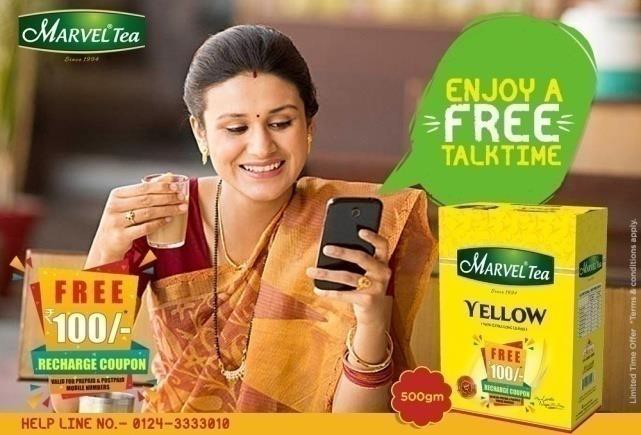 MARVEL® Tea
Since 1994
ENJOY A
FREE
TALKTIME
FREE
₹100/-
RECHARGE COUPON
VALID FOR PREPAID & POSTPAID
MOBILE NUMBERS
MARVEL® Tea
Since 1994
YELLOW
FREE
100/-
RECHARGE COUPON
MARVEL® Tea
500gm
Limited Time Offer *Terms & conditions apply.
HELP LINE NO.- 0124-3333010